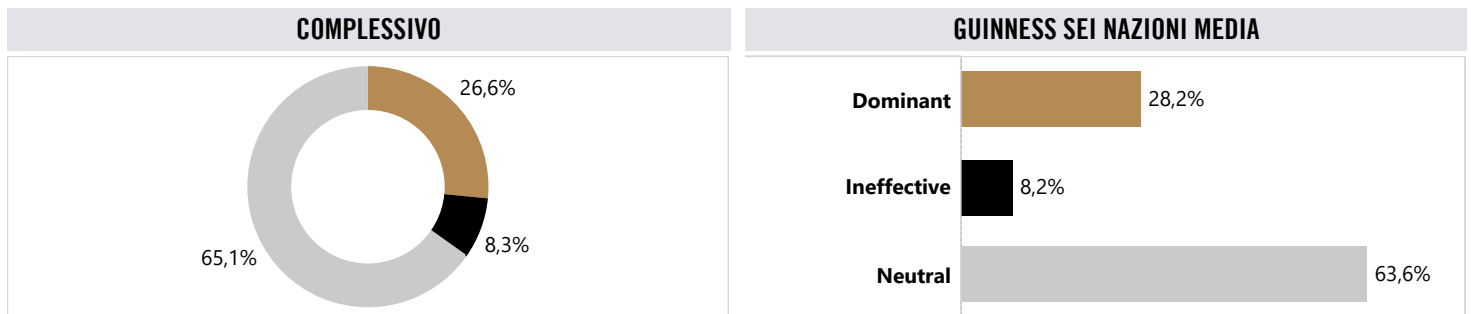 COMPLESSIVO
26,6%
8,3%
65,1%
GUINNESS SEI NAZIONI MEDIA
Dominant 28,2%
Ineffective 8,2%
Neutral 63,6%